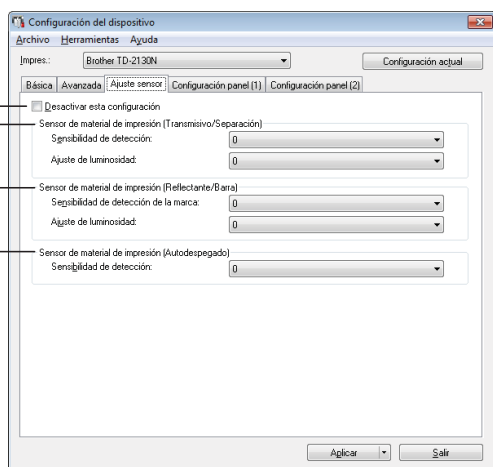 Configuración del dispositivo
Archivo Herramientas Ayuda
Impres.: Brother TD-2130N Configuración actual
Básica Avanzada Ajuste sensor Configuración panel (1) Configuración panel (2)
Desactivar esta configuración
Sensor de material de impresión (Transmisivo/Separación)
Sensibilidad de detección: 0
Ajuste de luminosidad: 0
Sensor de material de impresión (Reflectante/Barra)
Sensibilidad de detección de la marca: 0
Ajuste de luminosidad: 0
Sensor de material de impresión (Autodespegado)
Sensibilidad de detección: 0
Aplicar Salir